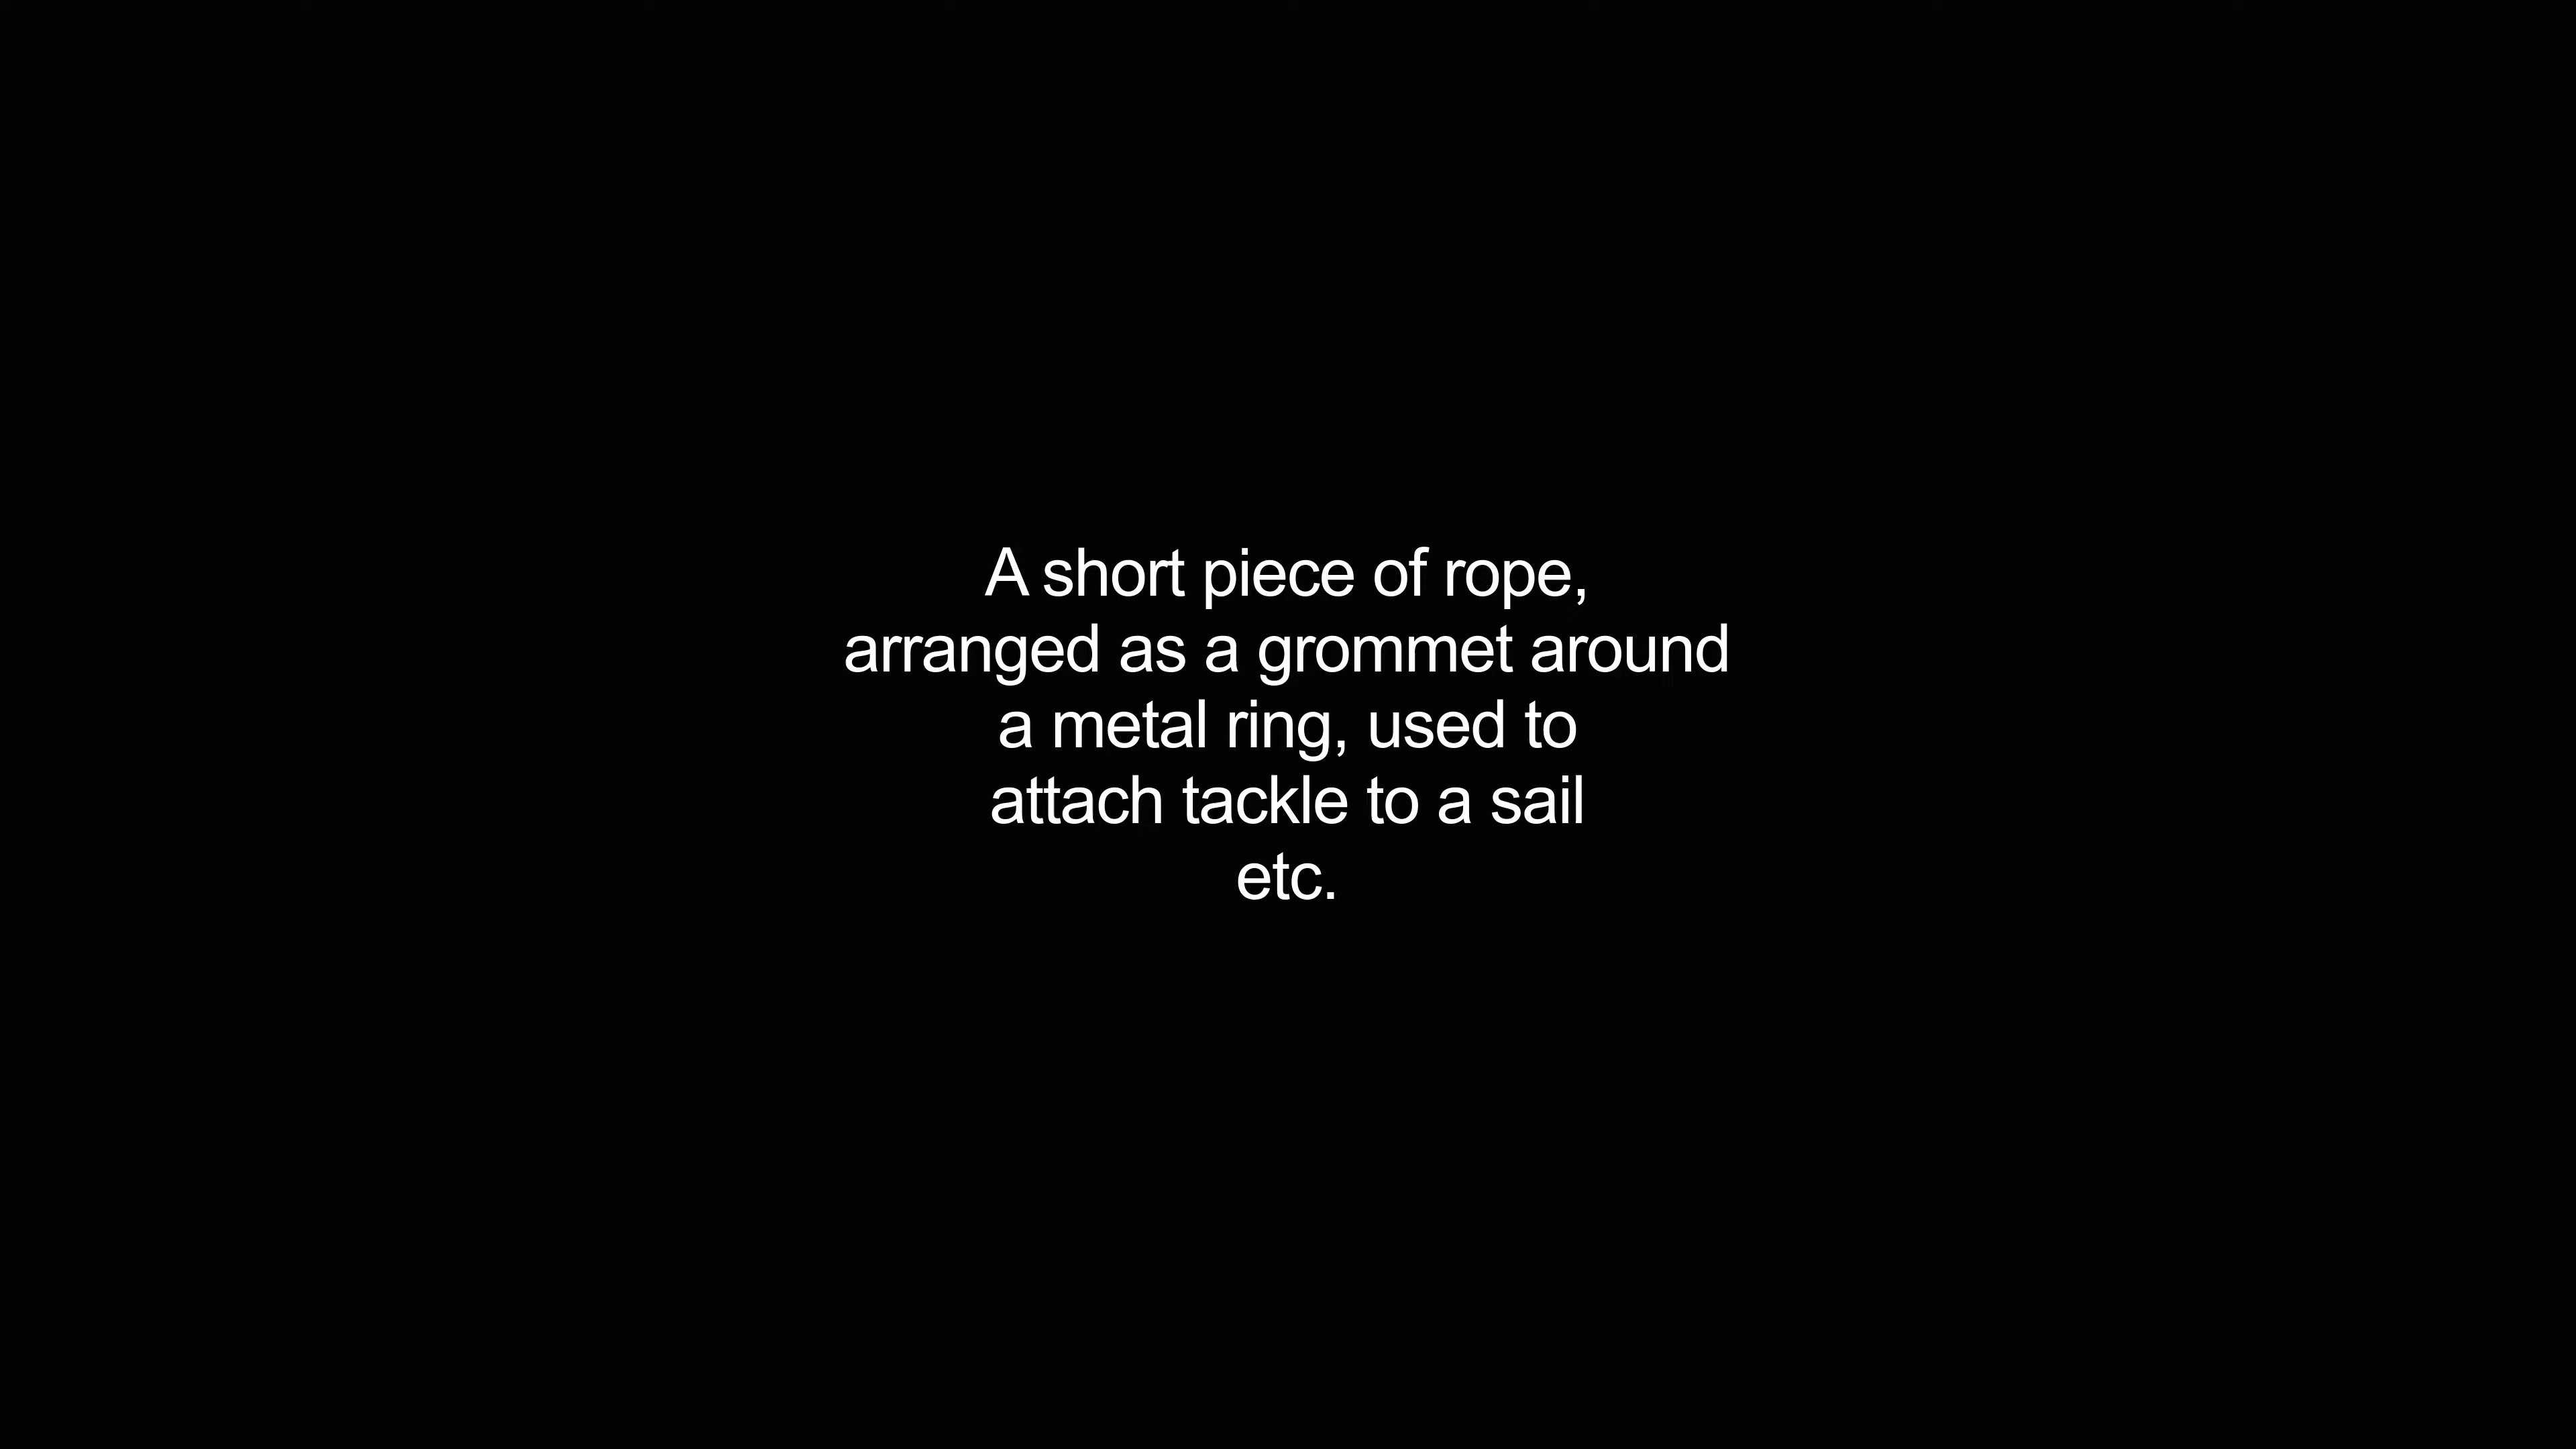 A short piece of rope,
arranged as a grommet around
a metal ring, used to
attach tackle to a sail
etc.